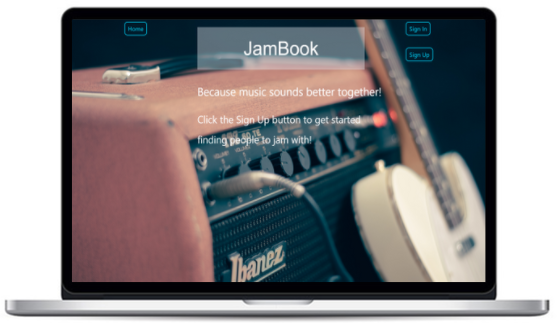 Home
JamBook
Sign In
Sign Up
Because music sounds better together!
Click the Sign Up button to get started
finding people to jam with!
Ibanez